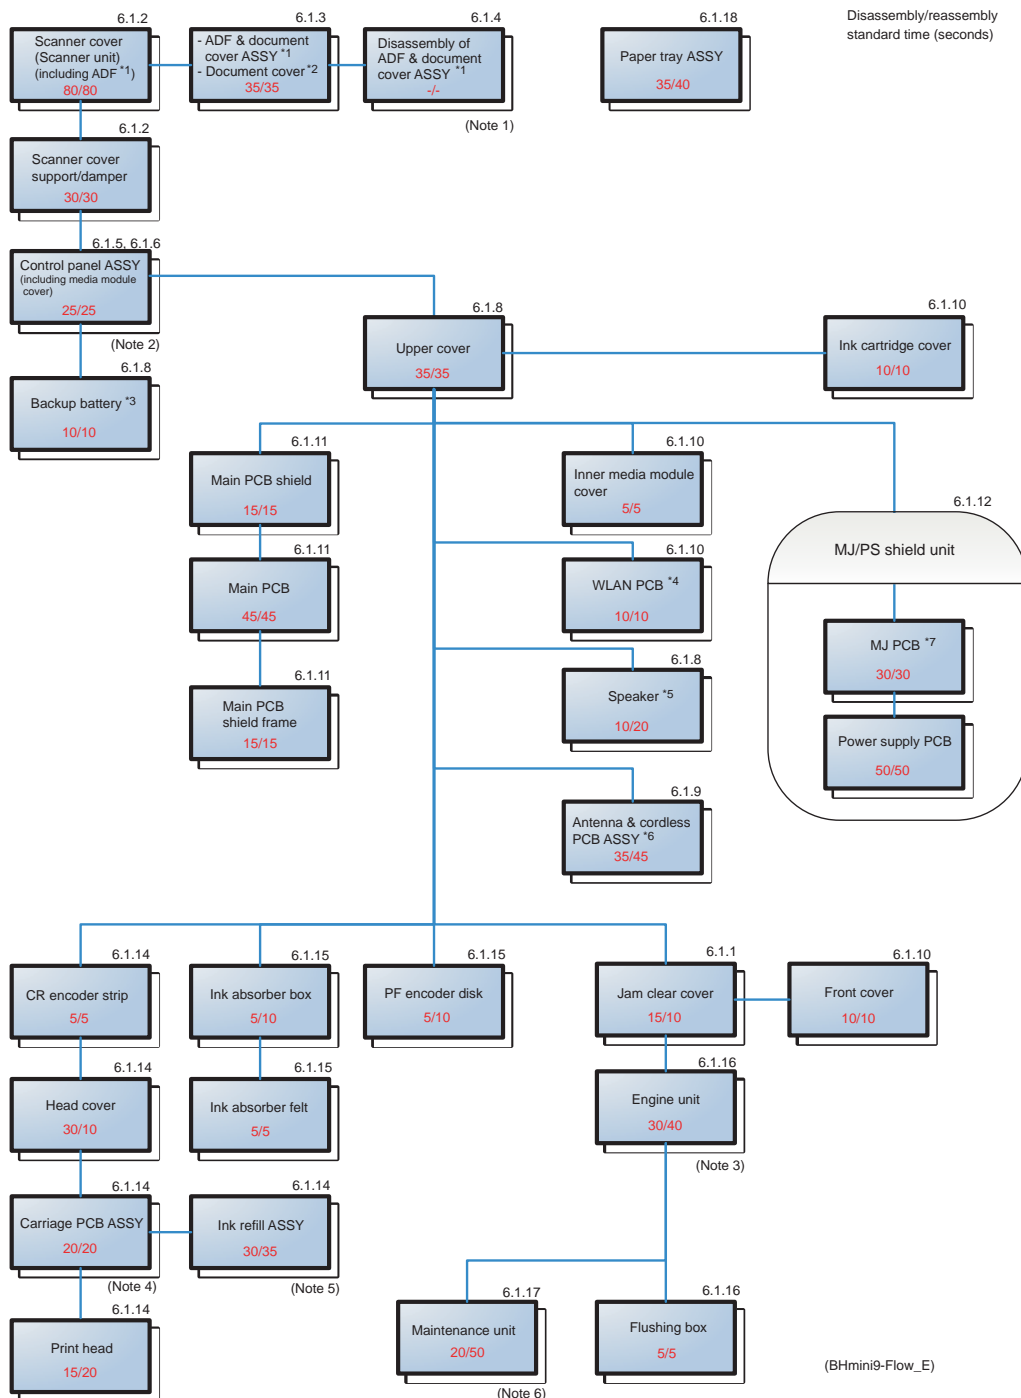 6.1.2
Scanner cover
(Scanner unit)
(including ADF *1)
80/80
6.1.3
- ADF & document
cover ASSY *1
- Document cover *2
35/35
6.1.4
Disassembly of
ADF & document
cover ASSY *1
-/-
(Note 1)
6.1.18
Paper tray ASSY
35/40
Disassembly/reassembly
standard time (seconds)
6.1.2
Scanner cover
support/damper
30/30
6.1.5, 6.1.6
Control panel ASSY
(including media module
cover)
25/25
(Note 2)
6.1.8
Upper cover
35/35
6.1.10
Ink cartridge cover
10/10
6.1.8
Backup battery *3
10/10
6.1.11
Main PCB shield
15/15
6.1.10
Inner media module
cover
5/5
6.1.12
MJ/PS shield unit
6.1.11
Main PCB
45/45
6.1.10
WLAN PCB *4
10/10
MJ PCB *7
30/30
6.1.11
Main PCB
shield frame
15/15
6.1.8
Speaker *5
10/20
Power supply PCB
50/50
6.1.9
Antenna & cordless
PCB ASSY *6
35/45
6.1.14
CR encoder strip
5/5
6.1.15
Ink absorber box
5/10
6.1.15
PF encoder disk
5/10
6.1.1
Jam clear cover
15/10
6.1.10
Front cover
10/10
6.1.14
Head cover
30/10
6.1.15
Ink absorber felt
5/5
6.1.16
Engine unit
30/40
(Note 3)
6.1.14
Carriage PCB ASSY
20/20
(Note 4)
6.1.14
Ink refill ASSY
30/35
(Note 5)
6.1.14
Print head
15/20
6.1.17
Maintenance unit
20/50
(Note 6)
6.1.16
Flushing box
5/5
(BHmini9-Flow_E)